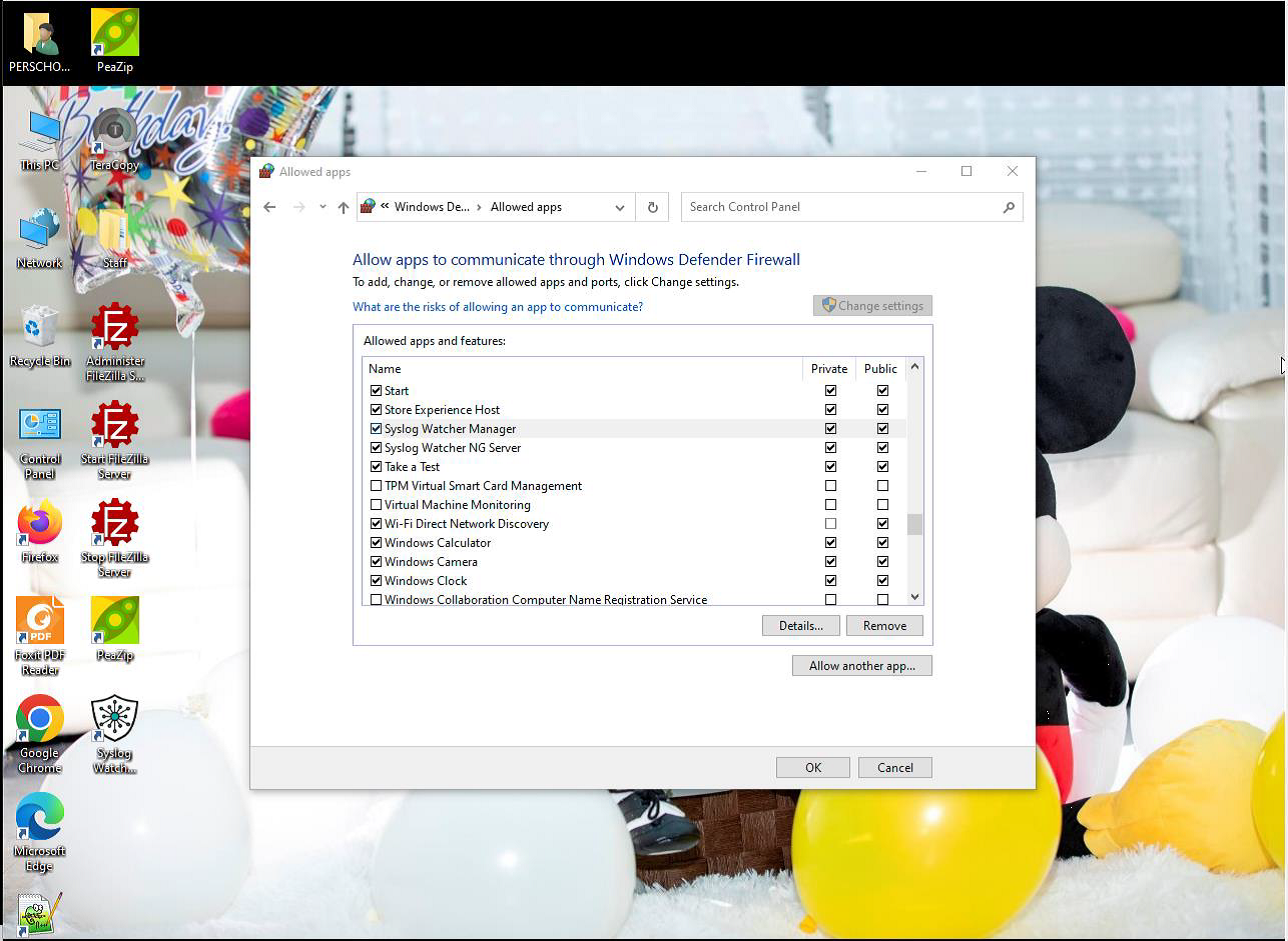 PERSCHO...
PeaZip
Birthday!
This PC
TeraCopy
Network
Staff
Recycle Bin
Administer
FileZilla S...
Control
Panel
Start FileZilla
Server
Firefox
Stop FileZilla
Server
PDF
Foxit PDF
Reader
PeaZip
Google
Chrome
Syslog
Watch...
Microsoft
Edge
Allowed apps
« Windows De... › Allowed apps
Search Control Panel
Allow apps to communicate through Windows Defender Firewall
To add, change, or remove allowed apps and ports, click Change settings.
What are the risks of allowing an app to communicate?
Change settings
Allowed apps and features:
Name Private Public
Start
Store Experience Host
Syslog Watcher Manager
Syslog Watcher NG Server
Take a Test
TPM Virtual Smart Card Management
Virtual Machine Monitoring
Wi-Fi Direct Network Discovery
Windows Calculator
Windows Camera
Windows Clock
Windows Collaboration Computer Name Registration Service
Details... Remove
Allow another app...
OK Cancel